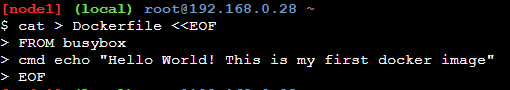 [node1] (local) root@192.168.0.28 ~
$ cat > Dockerfile <<EOF
> FROM busybox
> cmd echo "Hello World! This is my first docker image"
> EOF